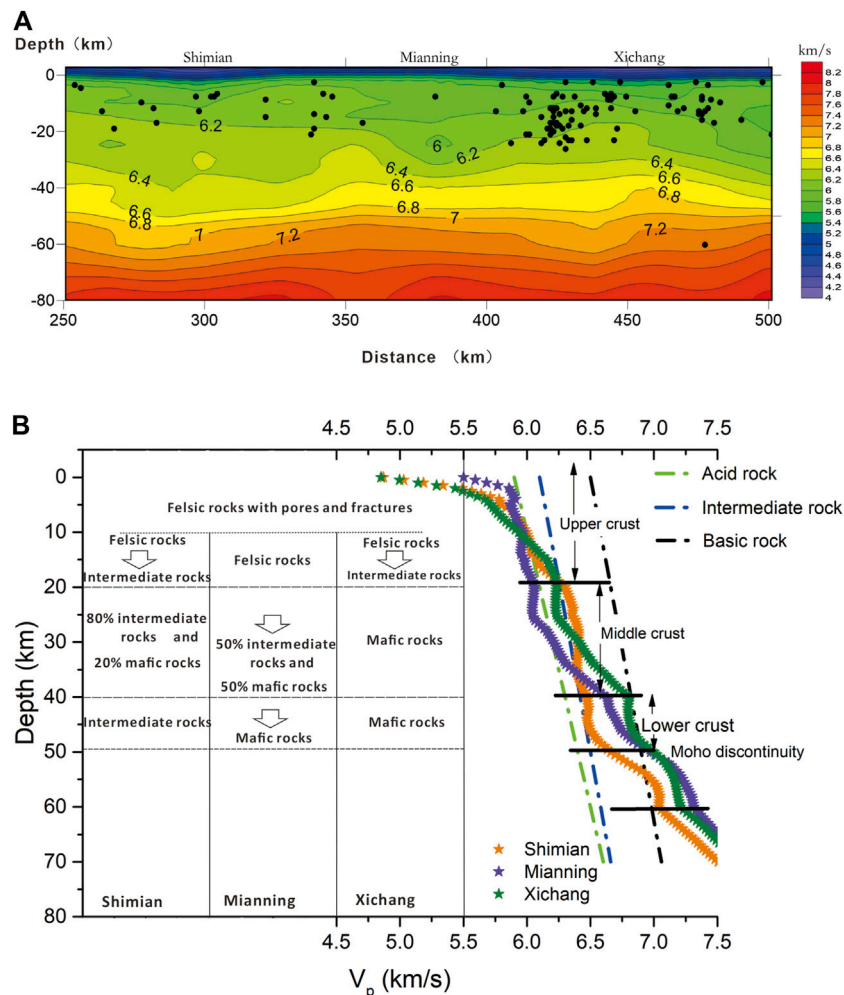 A
Depth（km）
Shimian
Mianning
Xichang
km/s
0
-20
-40
-60
-80
6.2
6
6.2
6.4
6.4
6.6
6.6
6.6
6.8
6.8
6.8
7
7
7.2
7.2
8.2
8
7.8
7.6
7.4
7.2
7
6.8
6.6
6.4
6.2
6
5.8
5.6
5.4
5.2
5
4.8
4.6
4.4
4.2
4
250 300 350 400 450 500
Distance （km）
B
4.5 5.0 5.5 6.0 6.5 7.0 7.5
0
10
20
30
40
50
60
70
80
Depth (km)
Felsic rocks with pores and fractures
Felsic rocks
Intermediate rocks
Felsic rocks
Felsic rocks
Intermediate rocks
80% intermediate
rocks and
20% mafic rocks
50% intermediate
rocks and
50% mafic rocks
Mafic rocks
Intermediate rocks
Mafic rocks
Mafic rocks
Shimian
Mianning
Xichang
Acid rock
Intermediate rock
Basic rock
Upper crust
Middle crust
Lower crust
Moho discontinuity
Shimian
Mianning
Xichang
4.5 5.0 5.5 6.0 6.5 7.0 7.5
Vp (km/s)